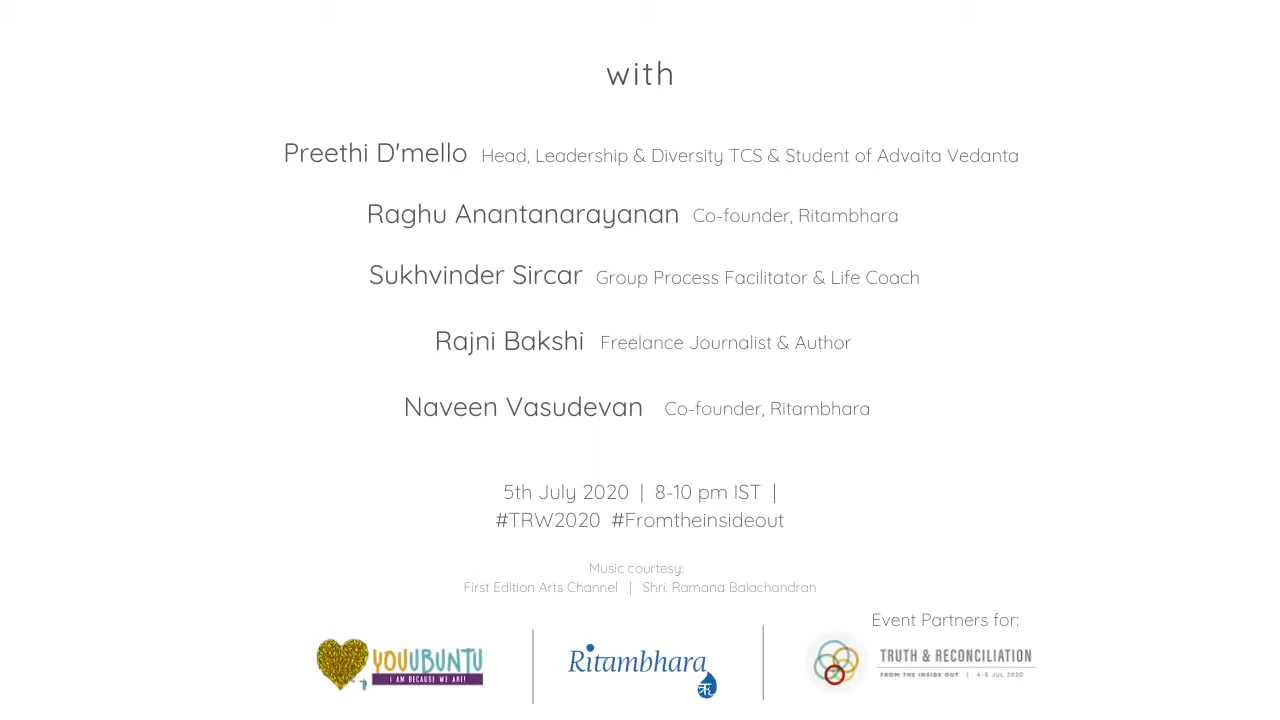 with
Preethi D'mello Head, Leadership & Diversity TCS & Student of Advaita Vedanta
Raghu Anantanarayanan Co-founder, Ritambhara
Sukhvinder Sircar Group Process Facilitator & Life Coach
Rajni Bakshi Freelance Journalist & Author
Naveen Vasudevan Co-founder, Ritambhara
5th July 2020 | 8-10 pm IST |
#TRW2020 #Fromtheinsideout
Music courtesy:
First Edition Arts Channel | Shri. Ramana Balachandran
Event Partners for:
YOUUBUNTU
I AM BECAUSE WE ARE!
Ritambhara
TRUTH & RECONCILIATION
FROM THE INSIDE OUT | 4-5 JUL 2020